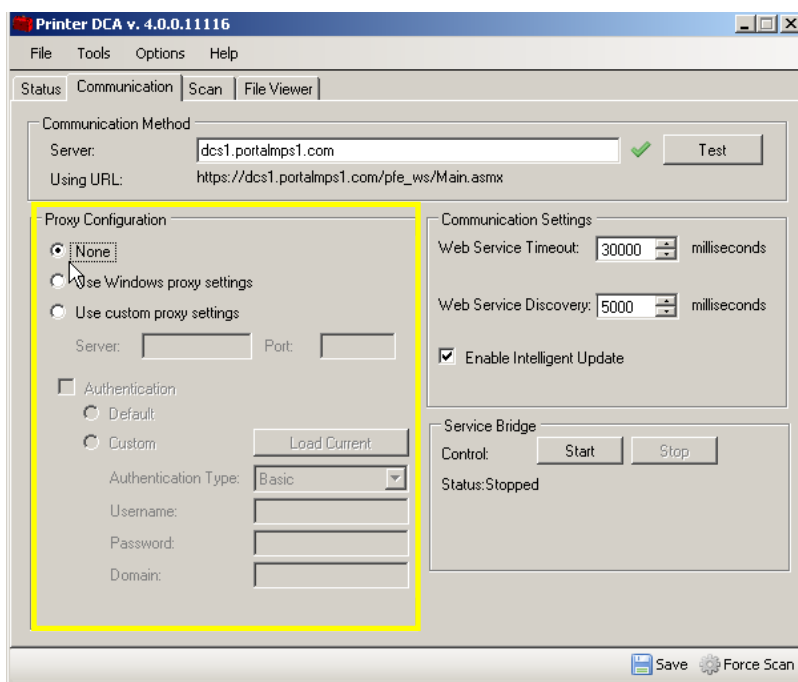 Printer DCA v. 4.0.0.11116
File Tools Options Help
Status Communication Scan File Viewer
Communication Method
Server: dcs1.portalmps1.com Test
Using URL: https://dcs1.portalmps1.com/pfe_ws/Main.asmx
Proxy Configuration
None
Use Windows proxy settings
Use custom proxy settings
Server: Port:
Authentication
Default
Custom Load Current
Authentication Type: Basic
Username:
Password:
Domain:
Communication Settings
Web Service Timeout: 30000 milliseconds
Web Service Discovery: 5000 milliseconds
Enable Intelligent Update
Service Bridge
Control: Start Stop
Status:Stopped
Save Force Scan